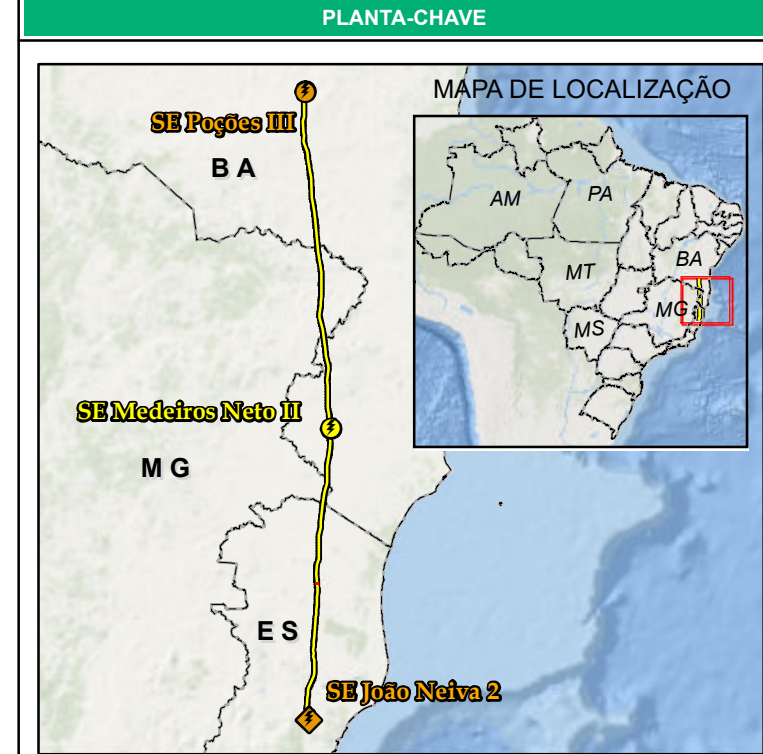 PLANTA-CHAVE
MAPA DE LOCALIZAÇÃO
SE Poções III
B A
AM
PA
BA
MT
MG
MS
SE Medeiros Neto II
M G
E S
SE João Neiva 2